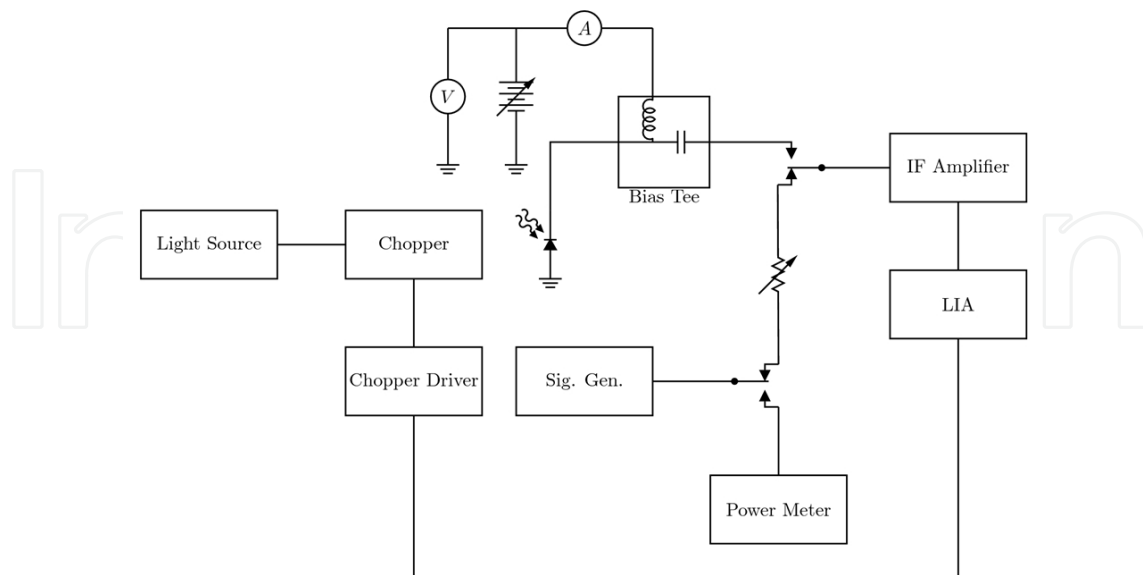 A
V
Bias Tee
IF Amplifier
Light Source
Chopper
LIA
Chopper Driver
Sig. Gen.
Power Meter